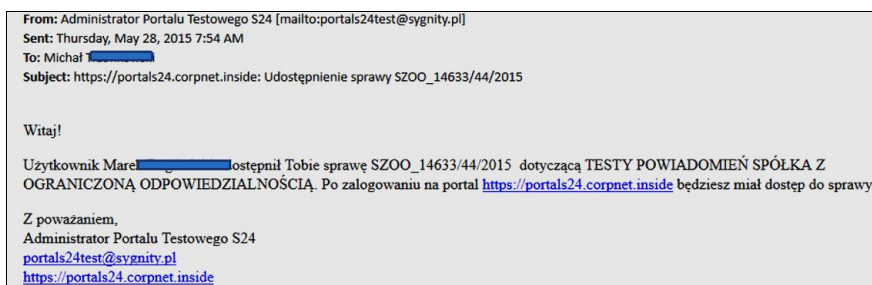 From: Administrator Portalu Testowego S24 [mailto:portals24test@sygnity.pl]
Sent: Thursday, May 28, 2015 7:54 AM
To: Michał
Subject: https://portals24.corpnet.inside: Udostępnienie sprawy SZOO_14633/44/2015
Witaj!
Użytkownik Marek ostępnił Tobie sprawę SZOO_14633/44/2015 dotyczącą TESTY POWIADOMIEŃ SPÓŁKA Z
OGRANICZONĄ ODPOWIEDZIALNOŚCIĄ. Po zalogowaniu na portal https://portals24.corpnet.inside będziesz miał dostęp do sprawy
Z poważaniem,
Administrator Portalu Testowego S24
portals24test@sygnity.pl
https://portals24.corpnet.inside